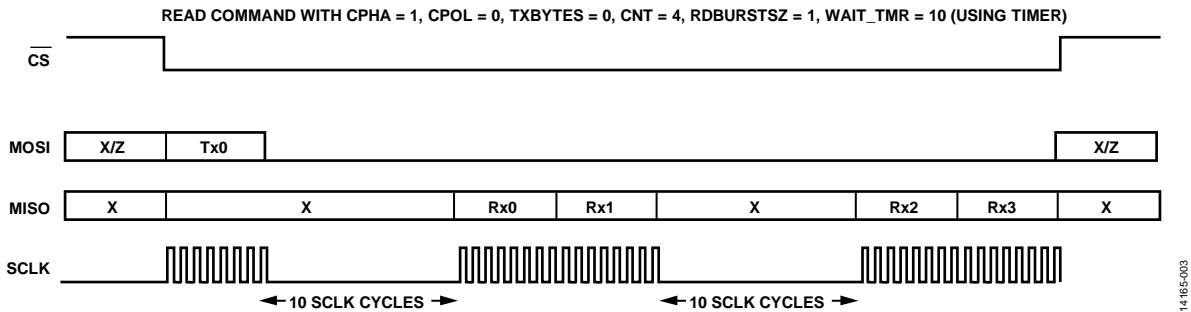 READ COMMAND WITH CPHA = 1, CPOL = 0, TXBYTES = 0, CNT = 4, RDBURSTSZ = 1, WAIT_TMR = 10 (USING TIMER)
CS
MOSI X/Z Tx0 X/Z
MISO X X Rx0 Rx1 X Rx2 Rx3 X
SCLK
10 SCLK CYCLES 10 SCLK CYCLES
14165-003